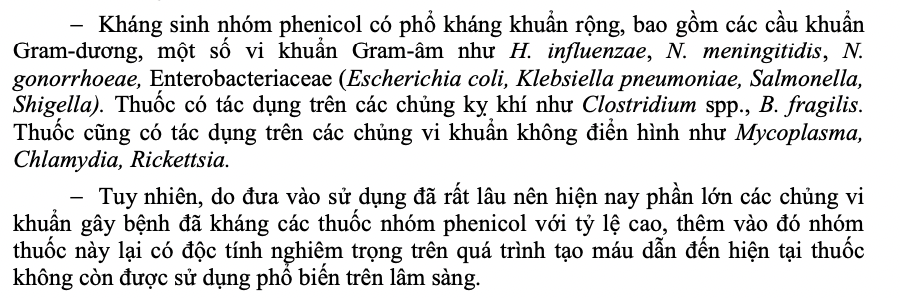 – Kháng sinh nhóm phenicol có phổ kháng khuẩn rộng, bao gồm các cầu khuẩn
Gram-dương, một số vi khuẩn Gram-âm như H. influenzae, N. meningitidis, N.
gonorrhoeae, Enterobacteriaceae (Escherichia coli, Klebsiella pneumoniae, Salmonella,
Shigella). Thuốc có tác dụng trên các chủng kỵ khí như Clostridium spp., B. fragilis.
Thuốc cũng có tác dụng trên các chủng vi khuẩn không điển hình như Mycoplasma,
Chlamydia, Rickettsia.
– Tuy nhiên, do đưa vào sử dụng đã rất lâu nên hiện nay phần lớn các chủng vi
khuẩn gây bệnh đã kháng các thuốc nhóm phenicol với tỷ lệ cao, thêm vào đó nhóm
thuốc này lại có độc tính nghiêm trọng trên quá trình tạo máu dẫn đến hiện tại thuốc
không còn được sử dụng phổ biến trên lâm sàng.